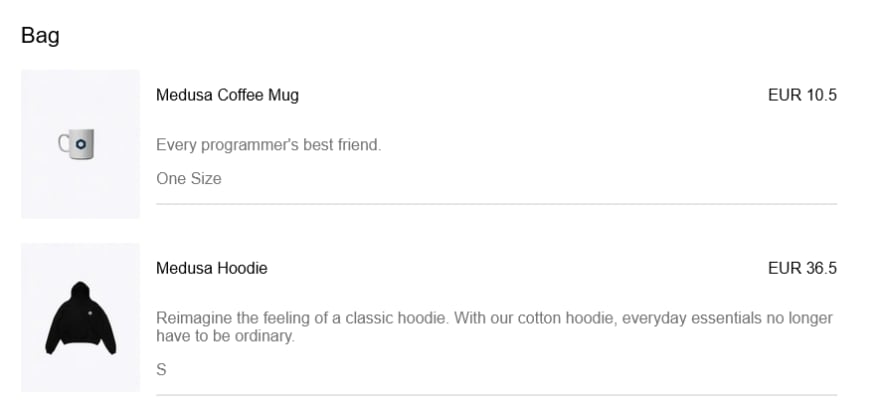 Bag
Medusa Coffee Mug EUR 10.5
Every programmer's best friend.
One Size
Medusa Hoodie EUR 36.5
Reimagine the feeling of a classic hoodie. With our cotton hoodie, everyday essentials no longer
have to be ordinary.
S